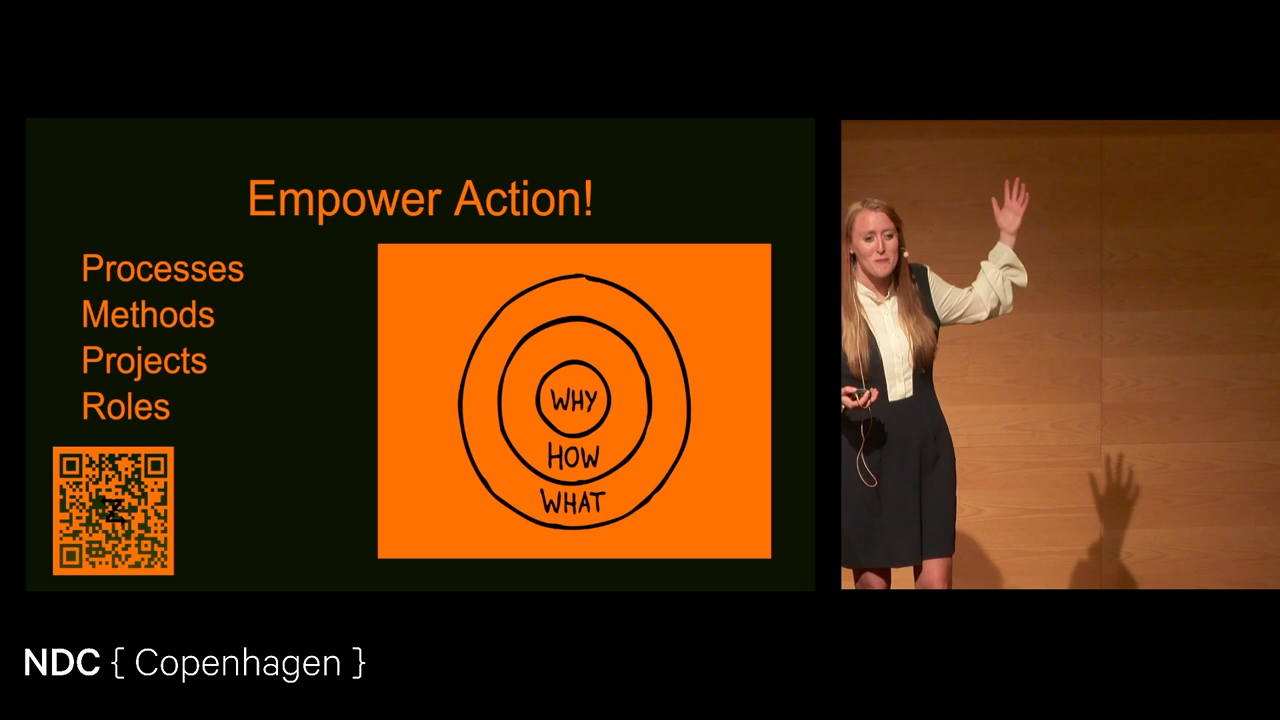 Empower Action!
Processes
Methods
Projects
Roles
WHY
HOW
WHAT
NDC { Copenhagen }